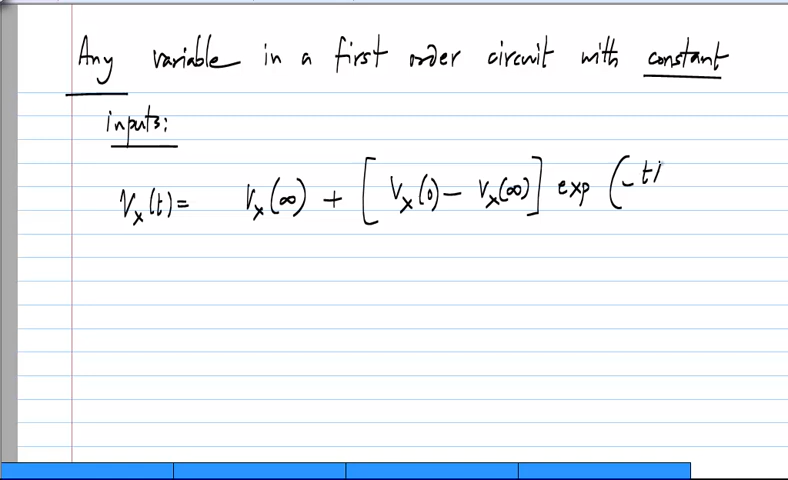 Any variable in a first order circuit with constant
inputs:
Vx(t) = Vx(∞) + [Vx(0) - Vx(∞)] exp (-t/